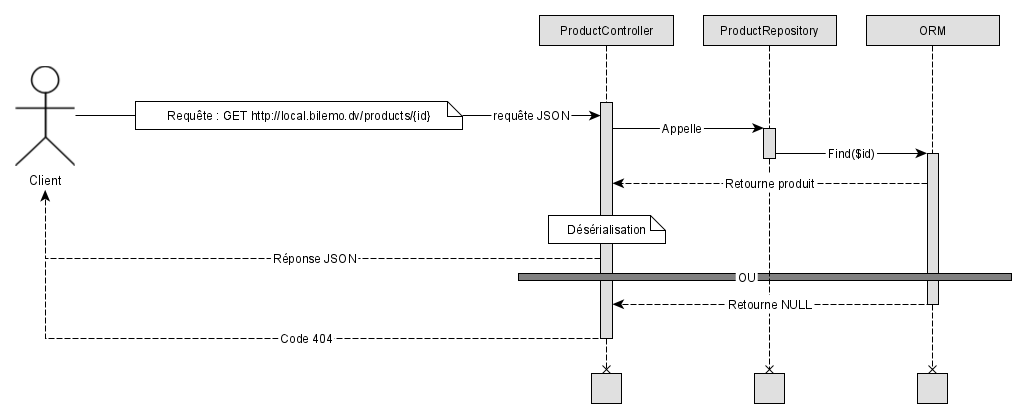 ProductController
ProductRepository
ORM
Requête : GET http://local.bilemo.dv/products/{id}
requête JSON
Appelle
Find($id)
Client
Retourne produit
Désérialisation
Réponse JSON
OU
Retourne NULL
Code 404